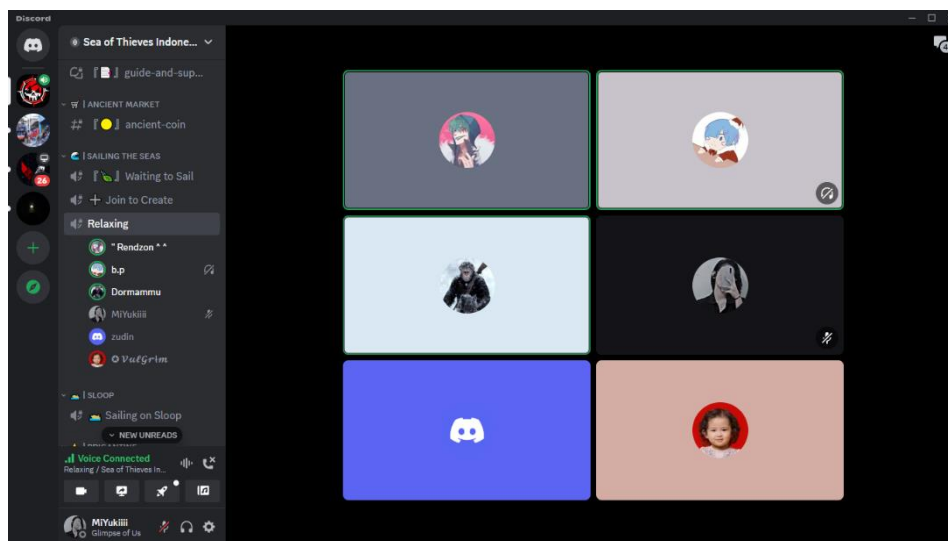 Discord
Sea of Thieves Indone...
『📑』guide-and-sup...
🛒 | ANCIENT MARKET
『🟡』ancient-coin
🌊 | SAILING THE SEAS
『🍃』Waiting to Sail
+ Join to Create
Relaxing
" Rendzon ^ ^
b.p
Dormammu
MiYukiiii
zudin
✪ 𝓥𝓪𝓵𝓖𝓻𝓲𝓶
26
| SLOOP
Sailing on Sloop
NEW UNREADS
Voice Connected
Relaxing / Sea of Thieves In...
MiYukiiii
Glimpse of Us